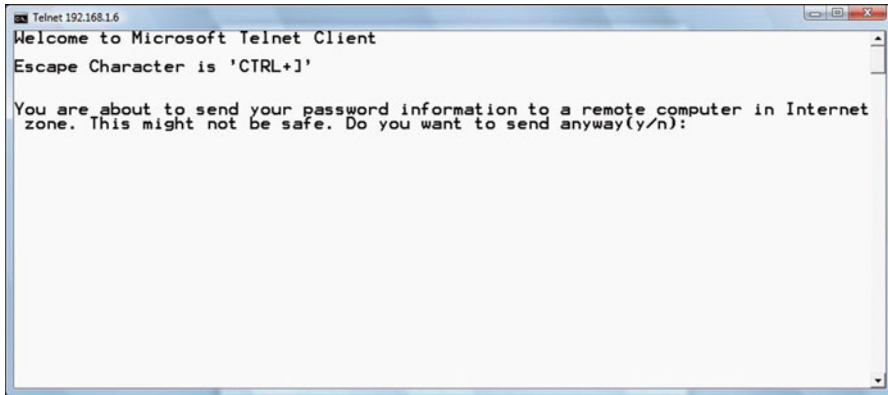 Telnet 192.168.1.6
Welcome to Microsoft Telnet Client
Escape Character is 'CTRL+]'
You are about to send your password information to a remote computer in Internet
zone. This might not be safe. Do you want to send anyway(y/n):